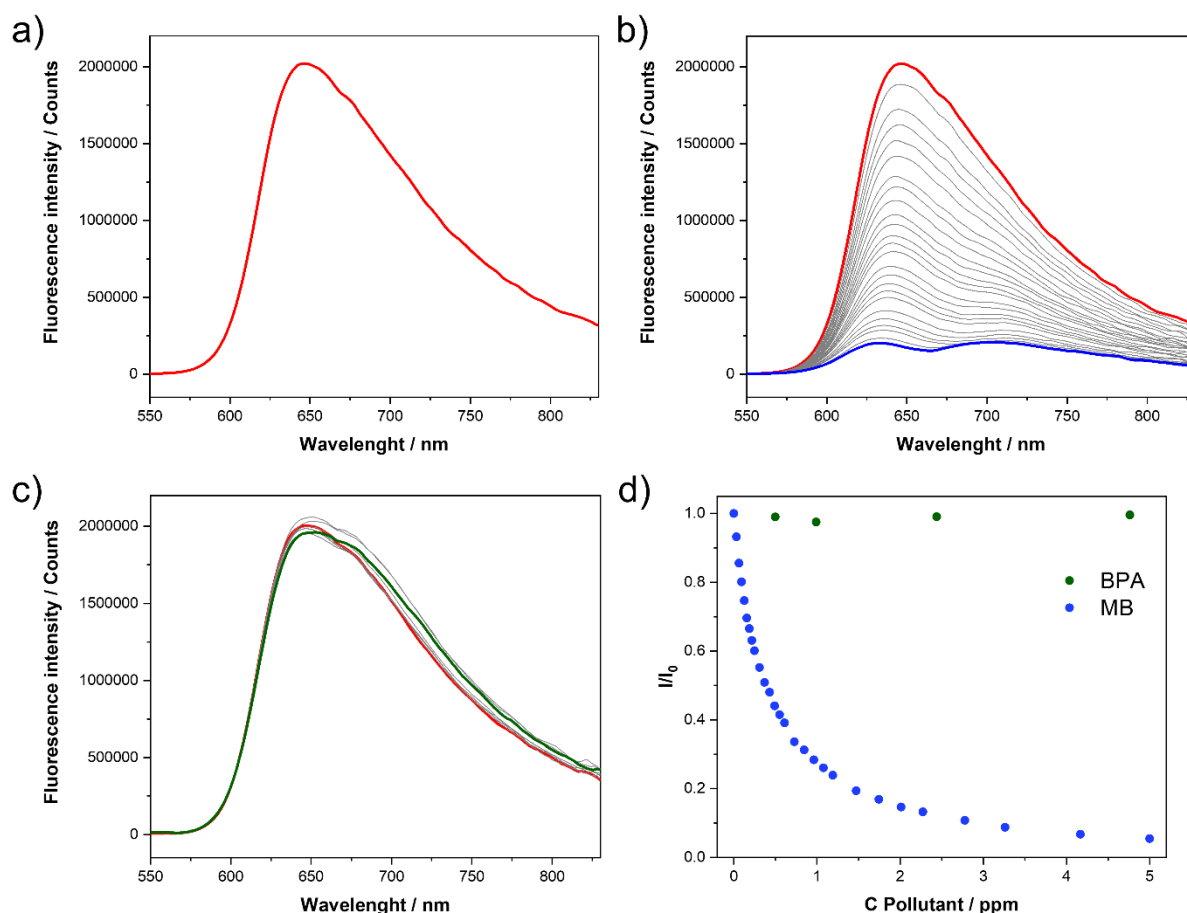 a)
Fluorescence intensity / Counts
2000000
1500000
1000000
500000
0
550 600 650 700 750 800
Wavelenght / nm
b)
Fluorescence intensity / Counts
2000000
1500000
1000000
500000
0
550 600 650 700 750 800
Wavelenght / nm
c)
Fluorescence intensity / Counts
2000000
1500000
1000000
500000
0
550 600 650 700 750 800
Wavelenght / nm
d)
I/I0
1.0
0.8
0.6
0.4
0.2
0.0
BPA
MB
0 1 2 3 4 5
C Pollutant / ppm